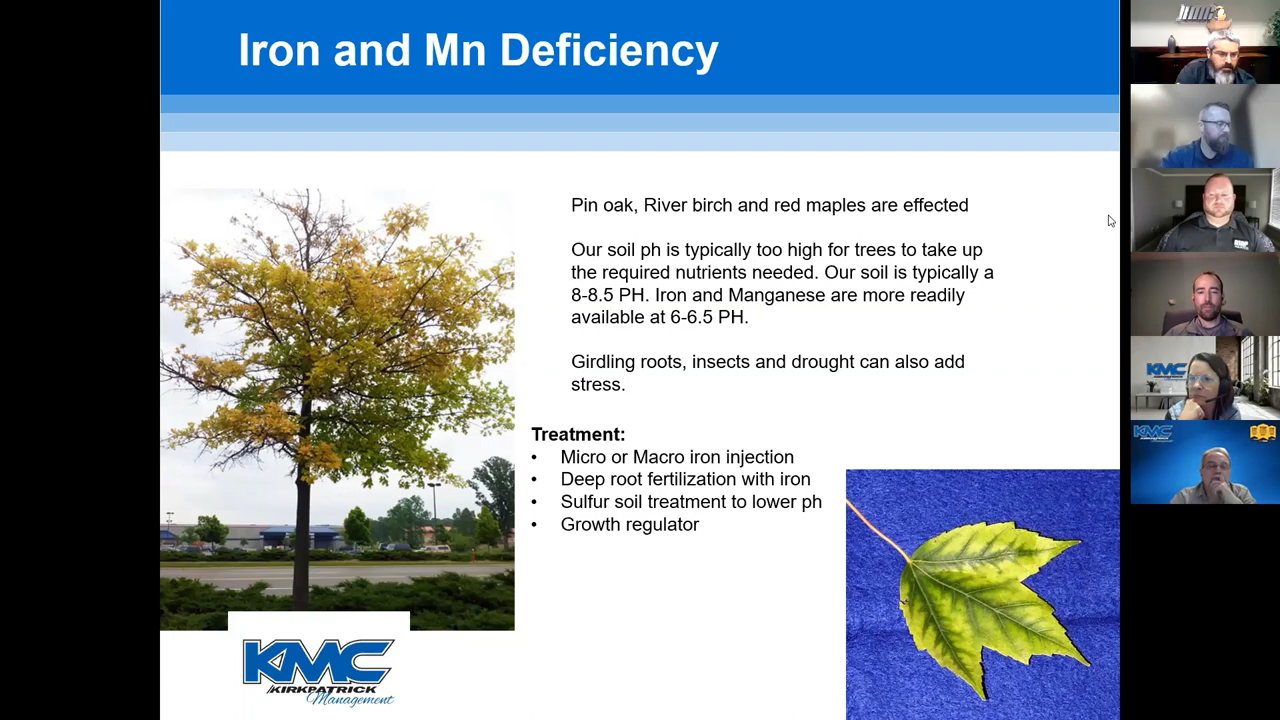 Iron and Mn Deficiency
Pin oak, River birch and red maples are effected
Our soil ph is typically too high for trees to take up
the required nutrients needed. Our soil is typically a
8-8.5 PH. Iron and Manganese are more readily
available at 6-6.5 PH.
Girdling roots, insects and drought can also add
stress.
Treatment:
• Micro or Macro iron injection
• Deep root fertilization with iron
• Sulfur soil treatment to lower ph
• Growth regulator
KMC
KIRKPATRICK
Management
KMC
KMC